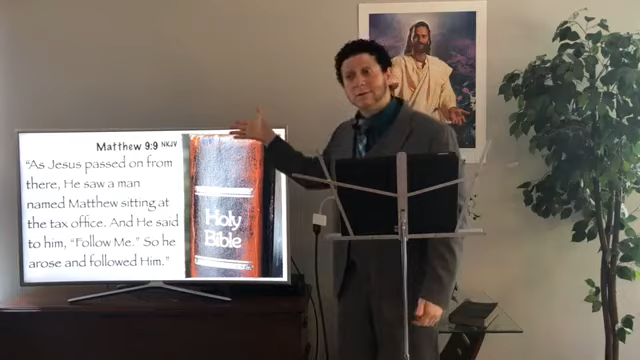 Matthew 9:9 NKJV
"As Jesus passed on from
there, He saw a man
named Matthew sitting at
the tax office. And He said
to him, "Follow Me." So he
arose and followed Him."
Holy
Bible